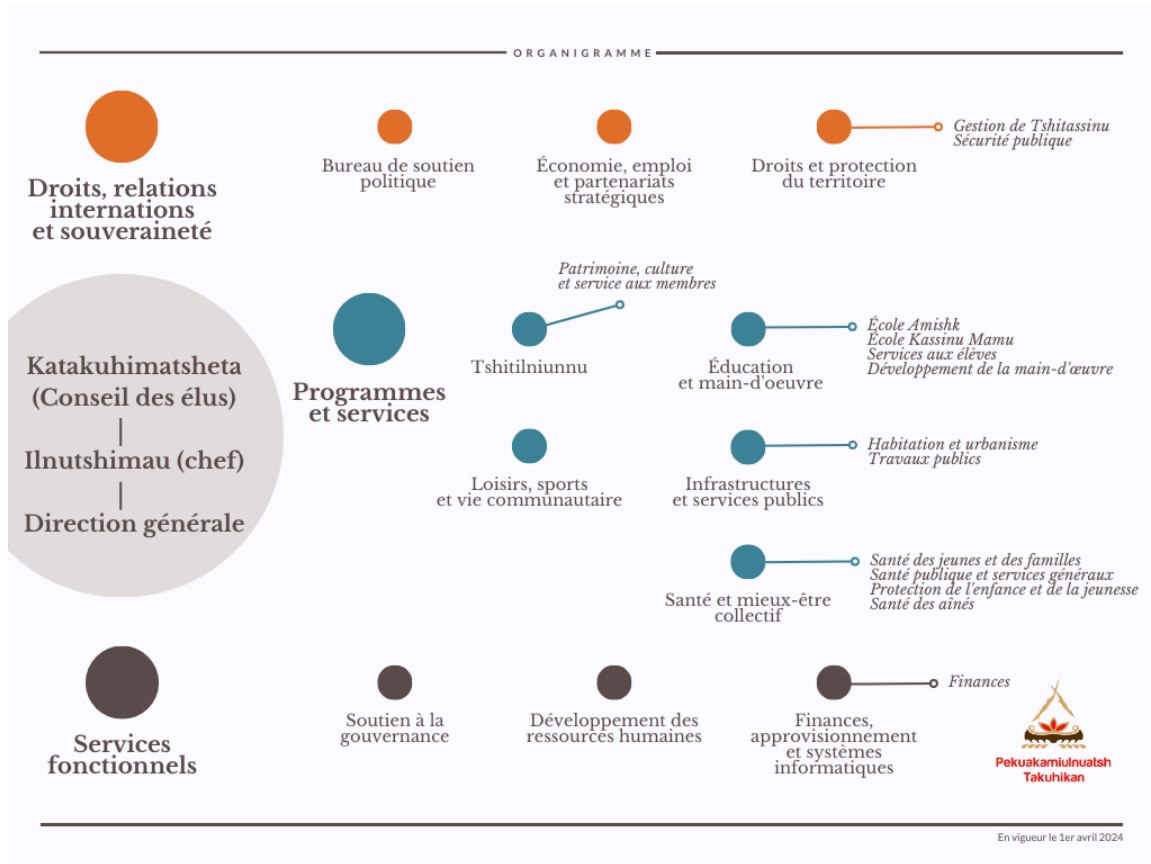 ORGANIGRAMME
Droits, relations
internations
et souveraineté
Bureau de soutien
politique
Économie, emploi
et partenariats
stratégiques
Droits et protection
du territoire
Gestion de Tshitassinu
Sécurité publique
Katakuhimatsheta
(Conseil des élus)
Ilnutshimau (chef)
Direction générale
Programmes
et services
Patrimoine, culture
et service aux membres
Tshitilniunnu
Éducation
et main-d'oeuvre
École Amishk
École Kassinu Mamu
Services aux élèves
Développement de la main-d'œuvre
Loisirs, sports
et vie communautaire
Infrastructures
et services publics
Habitation et urbanisme
Travaux publics
Santé et mieux-être
collectif
Santé des jeunes et des familles
Santé publique et services généraux
Protection de l'enfance et de la jeunesse
Santé des aînés
Services
fonctionnels
Soutien à la
gouvernance
Développement des
ressources humaines
Finances,
approvisionnement
et systèmes
informatiques
Finances
Pekuakamiulnuatsh
Takuhikan
En vigueur le 1er avril 2024